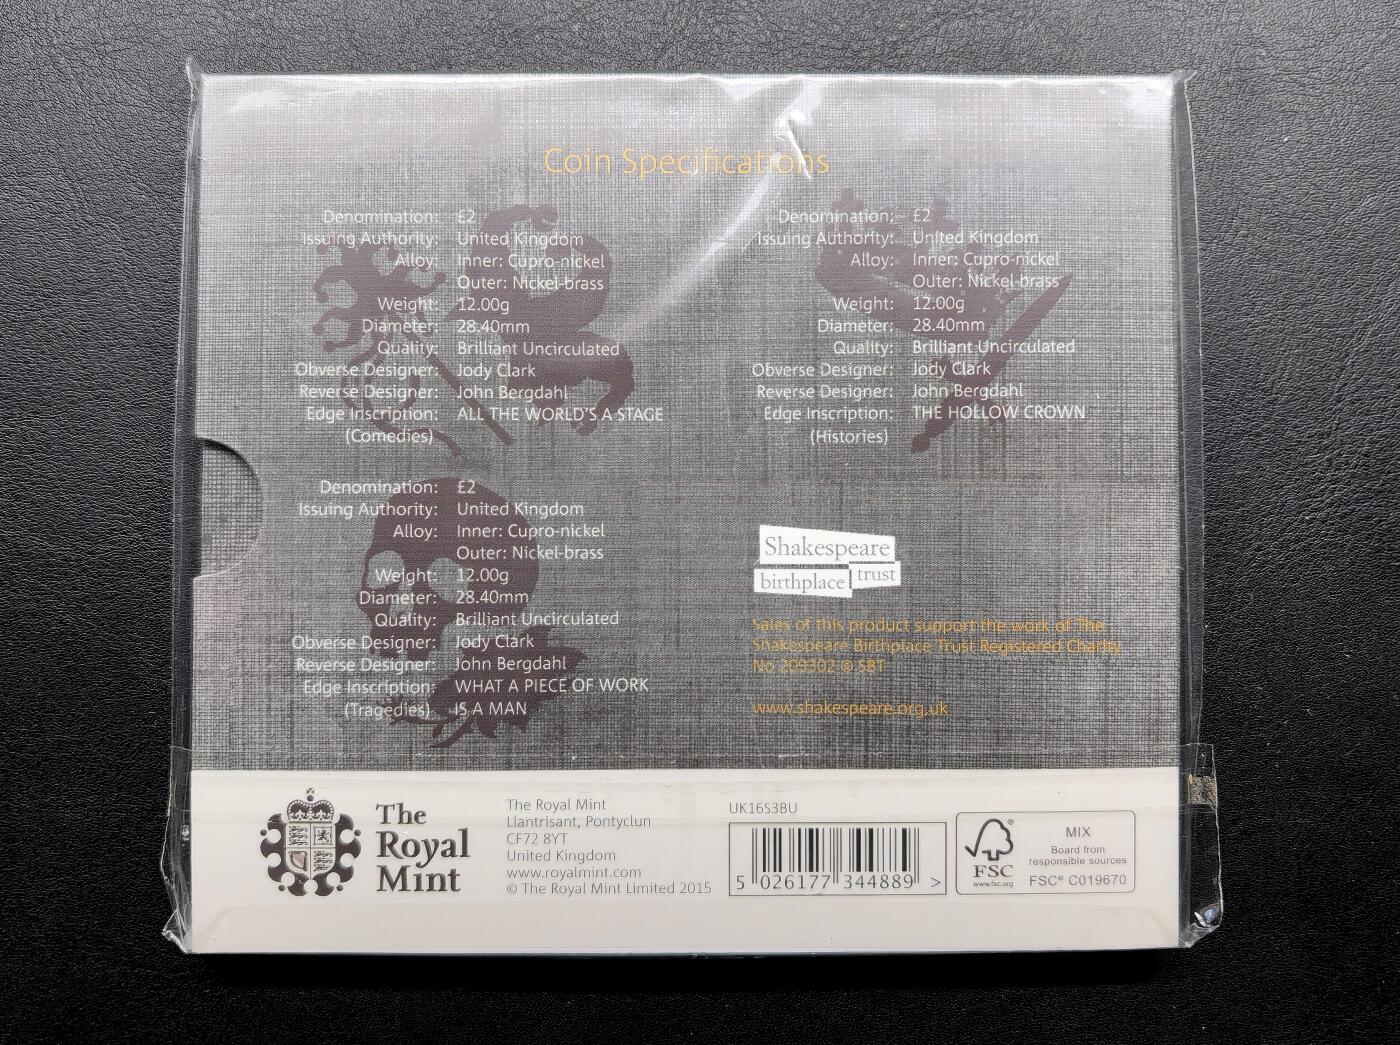 Coin Specifications
Denomination: £2
Issuing Authority: United Kingdom
Alloy: Inner: Cupro-nickel
Outer: Nickel-brass
Weight: 12.00g
Diameter: 28.40mm
Quality: Brilliant Uncirculated
Obverse Designer: Jody Clark
Reverse Designer: John Bergdahl
Edge Inscription: ALL THE WORLD'S A STAGE
(Comedies)
Denomination: £2
Issuing Authority: United Kingdom
Alloy: Inner: Cupro-nickel
Outer: Nickel-brass
Weight: 12.00g
Diameter: 28.40mm
Quality: Brilliant Uncirculated
Obverse Designer: Jody Clark
Reverse Designer: John Bergdahl
Edge Inscription: THE HOLLOW CROWN
(Histories)
Denomination: £2
Issuing Authority: United Kingdom
Alloy: Inner: Cupro-nickel
Outer: Nickel-brass
Weight: 12.00g
Diameter: 28.40mm
Quality: Brilliant Uncirculated
Obverse Designer: Jody Clark
Reverse Designer: John Bergdahl
Edge Inscription: WHAT A PIECE OF WORK
(Tragedies) IS A MAN
Shakespeare
birthplace trust
Sales of this product support the work of The
Shakespeare Birthplace Trust Registered Charity
No 209302 © SBT
www.shakespeare.org.uk
The
Royal
Mint
The Royal Mint
Llantrisant, Pontyclun
CF72 8YT
United Kingdom
www.royalmint.com
© The Royal Mint Limited 2015
UK16S3BU
5 026177 344889 >
FSC
www.fsc.org
MIX
Board from
responsible sources
FSC® C019670